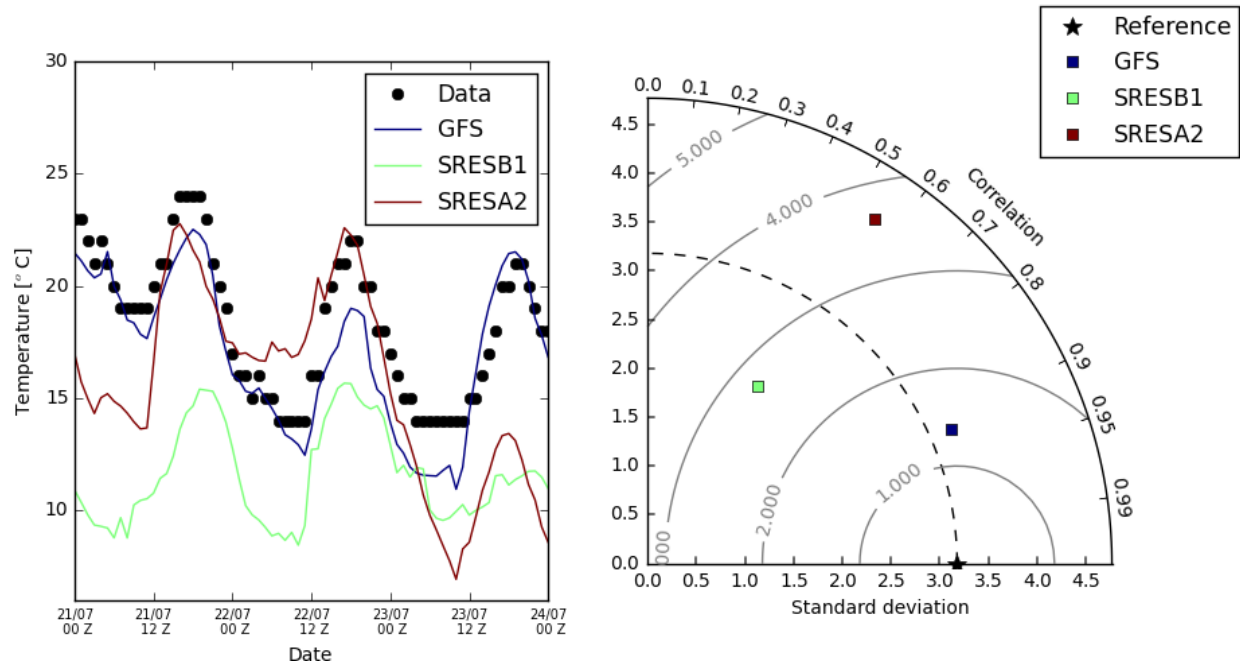 30
25
20
15
10
Temperature [° C]
Data
GFS
SRESB1
SRESA2
21/07 00 Z
21/07 12 Z
22/07 00 Z
22/07 12 Z
23/07 00 Z
23/07 12 Z
24/07 00 Z
Date
Reference
GFS
SRESB1
SRESA2
0.0 0.1 0.2 0.3 0.4 0.5 0.6 0.7 0.8 0.9 0.95 0.99
Correlation
4.5
4.0
3.5
3.0
2.5
2.0
1.5
1.0
0.5
0.0
5.000
4.000
000
2.000
1.000
0.0 0.5 1.0 1.5 2.0 2.5 3.0 3.5 4.0 4.5
Standard deviation